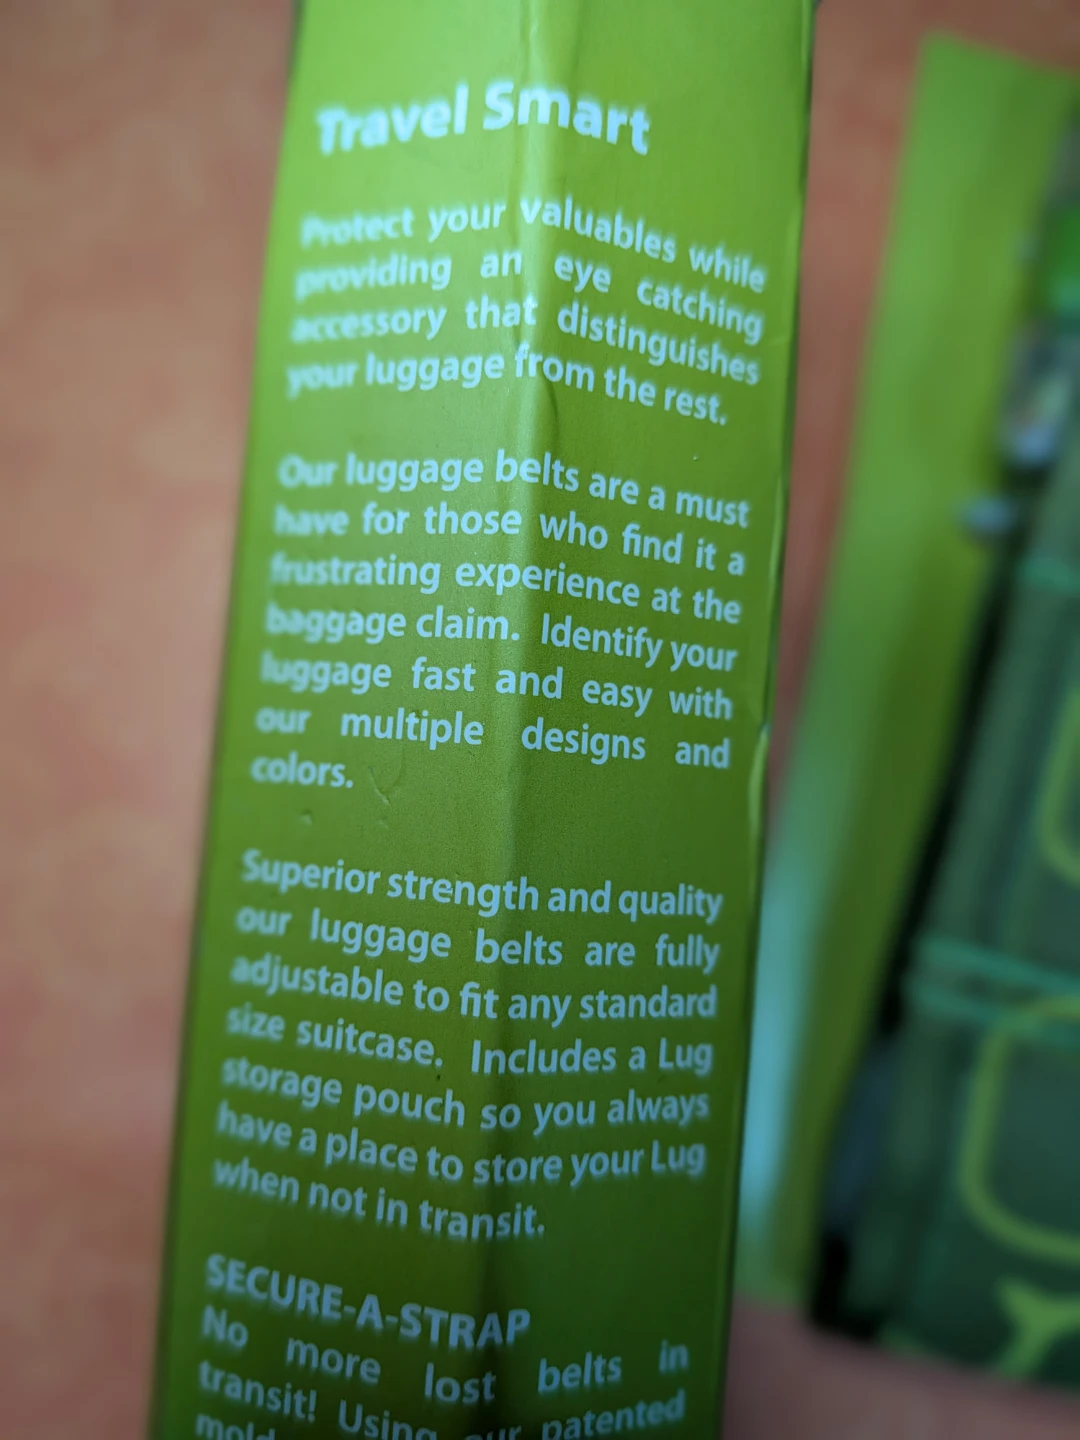 Travel Smart
Protect your valuables while
providing an eye catching
accessory that distinguishes
your luggage from the rest.
Our luggage belts are a must
have for those who find it a
frustrating experience at the
baggage claim. Identify your
luggage fast and easy with
our multiple designs and
colors.
Superior strength and quality
our luggage belts are fully
adjustable to fit any standard
size suitcase. Includes a Lug
storage pouch so you always
have a place to store your Lug
when not in transit.
SECURE-A-STRAP
No more lost belts in
transit! Using our patented